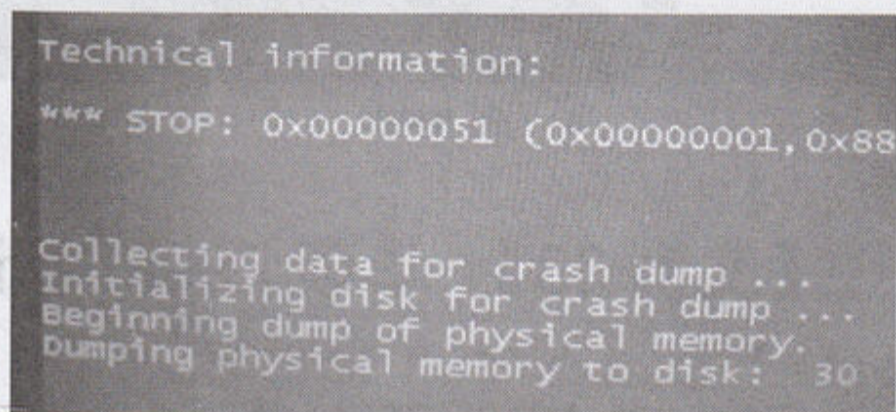 Technical information:
*** STOP: 0x00000051 (0x00000001,0x88
Collecting data for crash dump ...
Initializing disk for crash dump ...
Beginning dump of physical memory.
Dumping physical memory to disk: 30